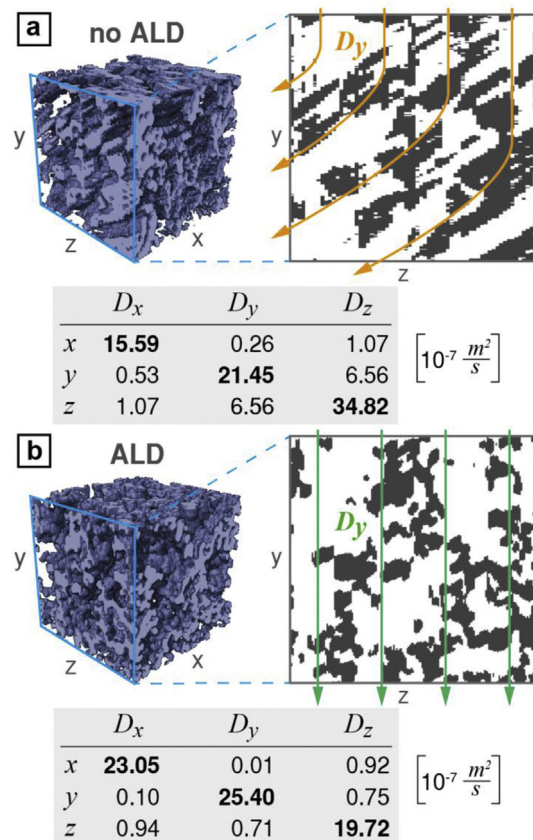 a
no ALD
y
z
x
Dy
y
z
Dx Dy Dz
x 15.59 0.26 1.07
y 0.53 21.45 6.56
z 1.07 6.56 34.82
[10⁻⁷ m²/s]
b
ALD
y
z
x
Dy
y
z
Dx Dy Dz
x 23.05 0.01 0.92
y 0.10 25.40 0.75
z 0.94 0.71 19.72
[10⁻⁷ m²/s]